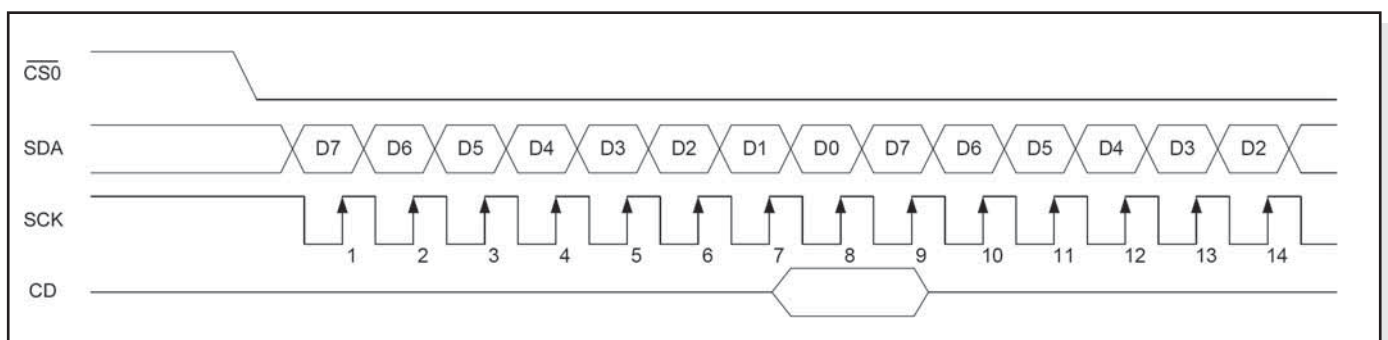 CS0
SDA D7 D6 D5 D4 D3 D2 D1 D0 D7 D6 D5 D4 D3 D2
SCK
1 2 3 4 5 6 7 8 9 10 11 12 13 14
CD